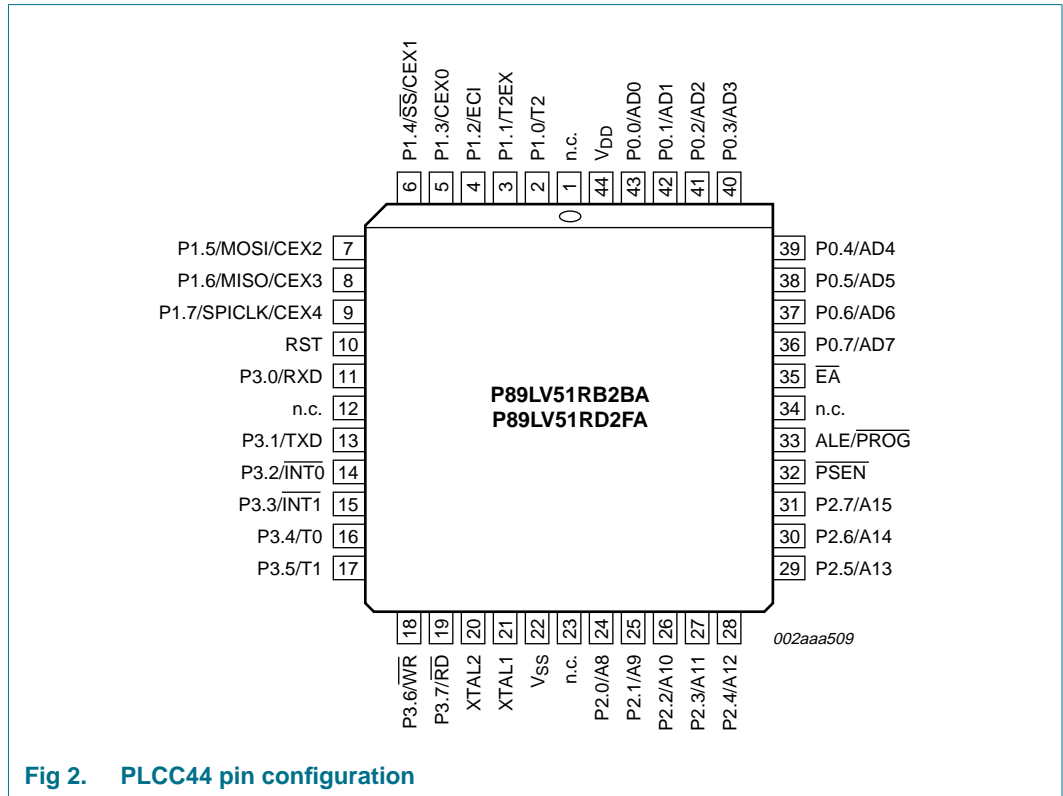 P1.4/SS/CEX1
P1.3/CEX0
P1.2/ECI
P1.1/T2EX
P1.0/T2
n.c.
VDD
P0.0/AD0
P0.1/AD1
P0.2/AD2
P0.3/AD3
6 5 4 3 2 1 44 43 42 41 40
P1.5/MOSI/CEX2 7
P1.6/MISO/CEX3 8
P1.7/SPICLK/CEX4 9
RST 10
P3.0/RXD 11
n.c. 12
P3.1/TXD 13
P3.2/INT0 14
P3.3/INT1 15
P3.4/T0 16
P3.5/T1 17
P89LV51RB2BA
P89LV51RD2FA
39 P0.4/AD4
38 P0.5/AD5
37 P0.6/AD6
36 P0.7/AD7
35 EA
34 n.c.
33 ALE/PROG
32 PSEN
31 P2.7/A15
30 P2.6/A14
29 P2.5/A13
18 19 20 21 22 23 24 25 26 27 28
P3.6/WR
P3.7/RD
XTAL2
XTAL1
VSS
n.c.
P2.0/A8
P2.1/A9
P2.2/A10
P2.3/A11
P2.4/A12
002aaa509
Fig 2. PLCC44 pin configuration